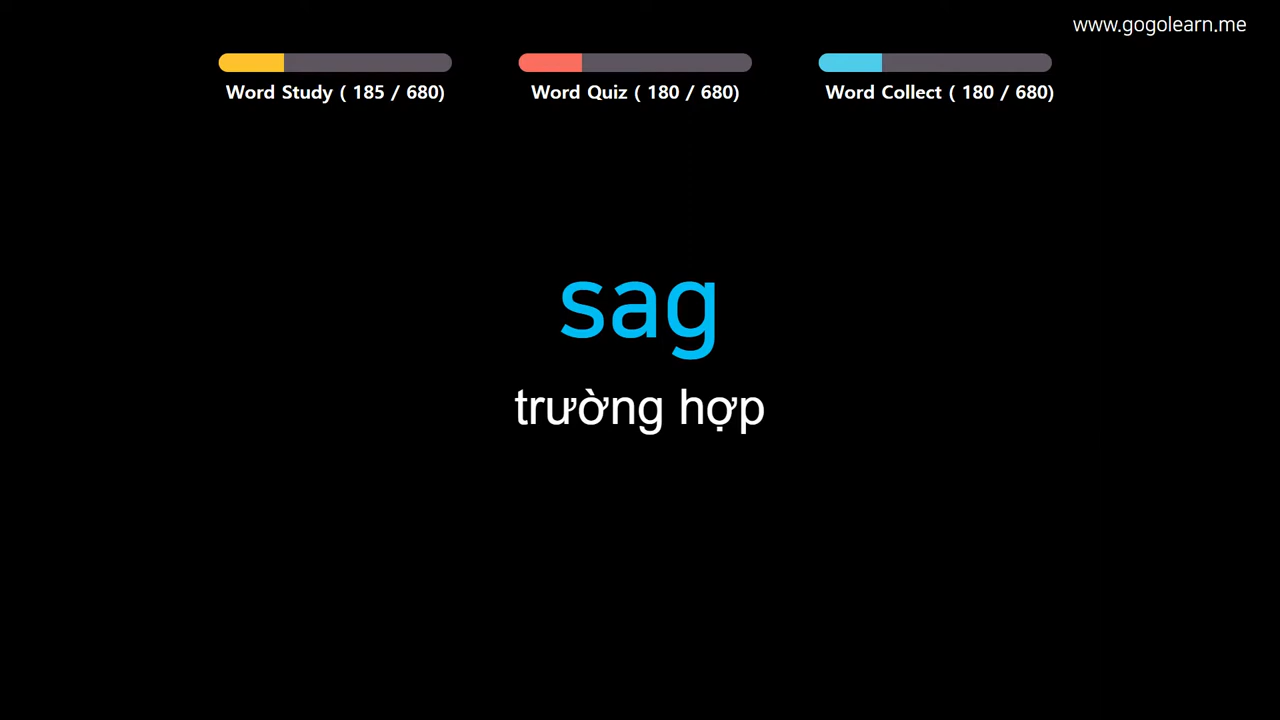 www.gogolearn.me
Word Study ( 185 / 680)
Word Quiz ( 180 / 680)
Word Collect ( 180 / 680)
sag
trường hợp